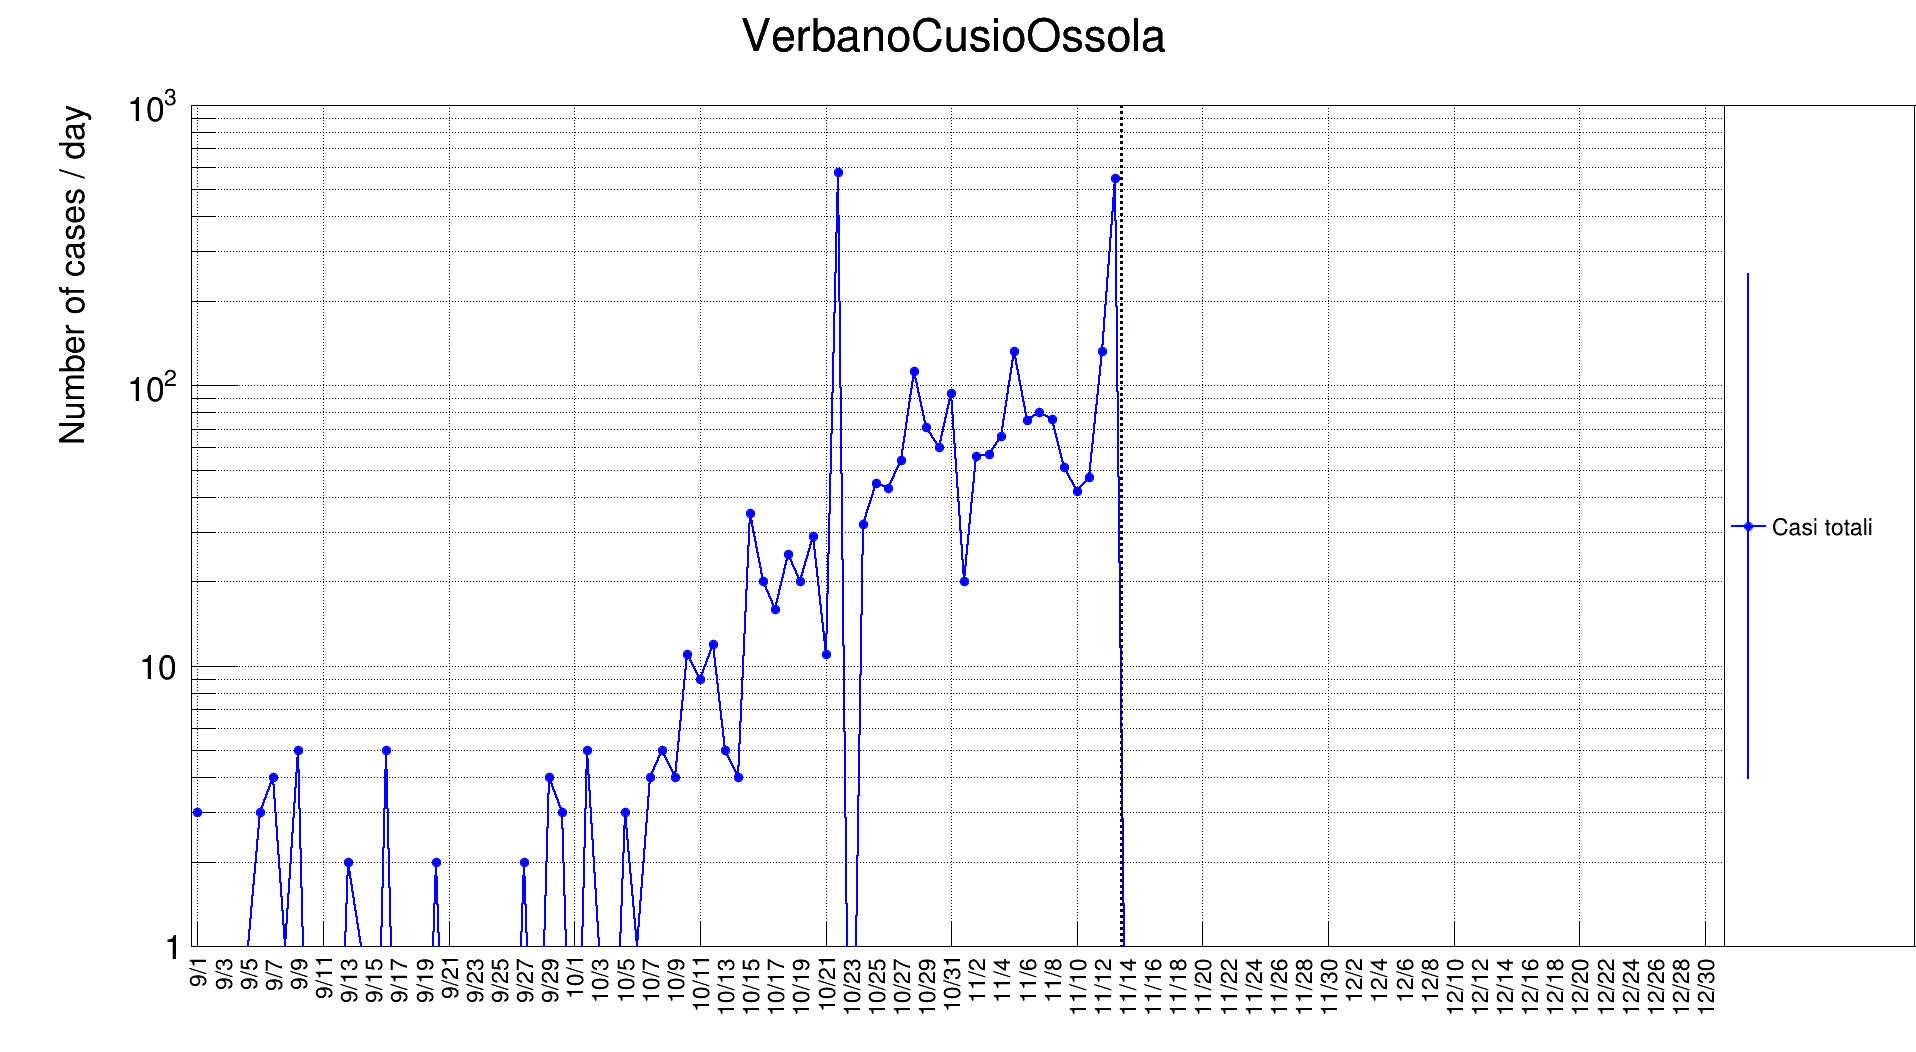 VerbanoCusioOssola
Number of cases / day
10³
10²
10
1
9/1 9/3 9/5 9/7 9/9 9/11 9/13 9/15 9/17 9/19 9/21 9/23 9/25 9/27 9/29 10/1 10/3 10/5 10/7 10/9 10/11 10/13 10/15 10/17 10/19 10/21 10/23 10/25 10/27 10/29 10/31 11/2 11/4 11/6 11/8 11/10 11/12 11/14 11/16 11/18 11/20 11/22 11/24 11/26 11/28 11/30 12/2 12/4 12/6 12/8 12/10 12/12 12/14 12/16 12/18 12/20 12/22 12/24 12/26 12/28 12/30
Casi totali